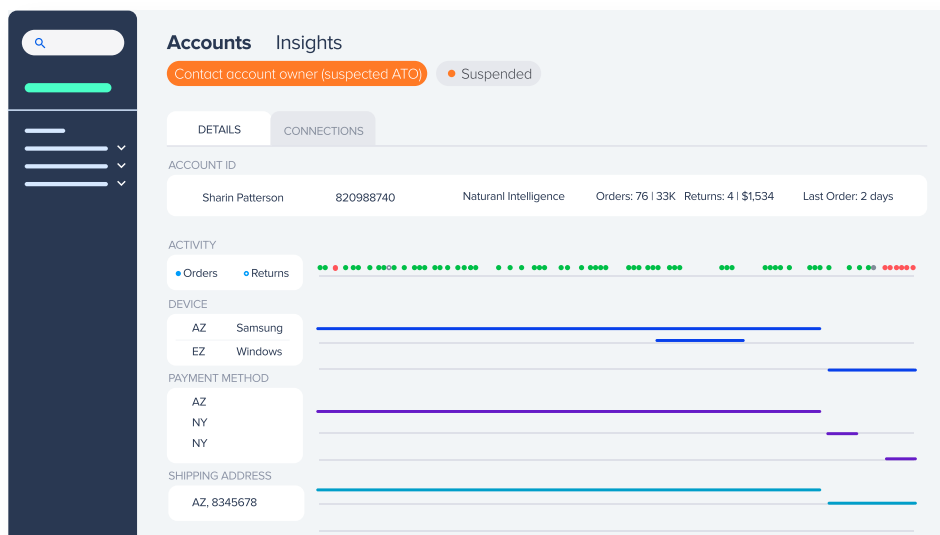 Accounts Insights
Contact account owner (suspected ATO) Suspended
DETAILS CONNECTIONS
ACCOUNT ID
Sharin Patterson 820988740 Naturanl Intelligence Orders: 76 | 33K Returns: 4 | $1,534 Last Order: 2 days
ACTIVITY
Orders Returns
DEVICE
AZ Samsung
EZ Windows
PAYMENT METHOD
AZ
NY
NY
SHIPPING ADDRESS
AZ, 8345678